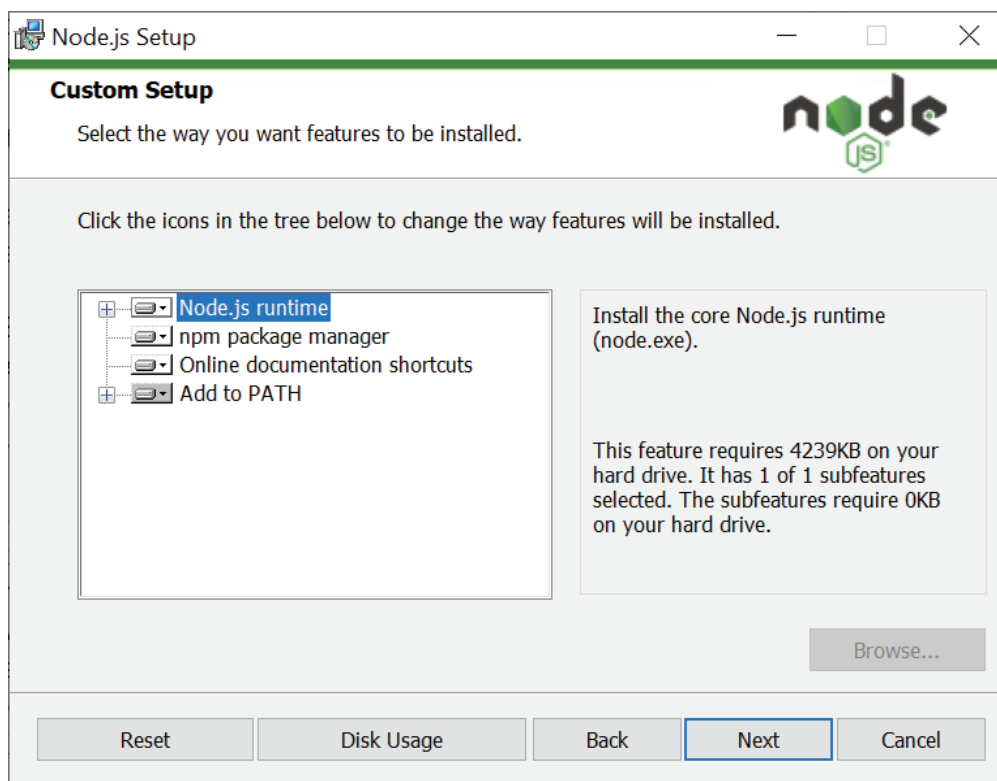 Node.js Setup
Custom Setup
Select the way you want features to be installed.
node
JS
Click the icons in the tree below to change the way features will be installed.
Node.js runtime
npm package manager
Online documentation shortcuts
Add to PATH
Install the core Node.js runtime
(node.exe).
This feature requires 4239KB on your
hard drive. It has 1 of 1 subfeatures
selected. The subfeatures require 0KB
on your hard drive.
Browse...
Reset
Disk Usage
Back
Next
Cancel